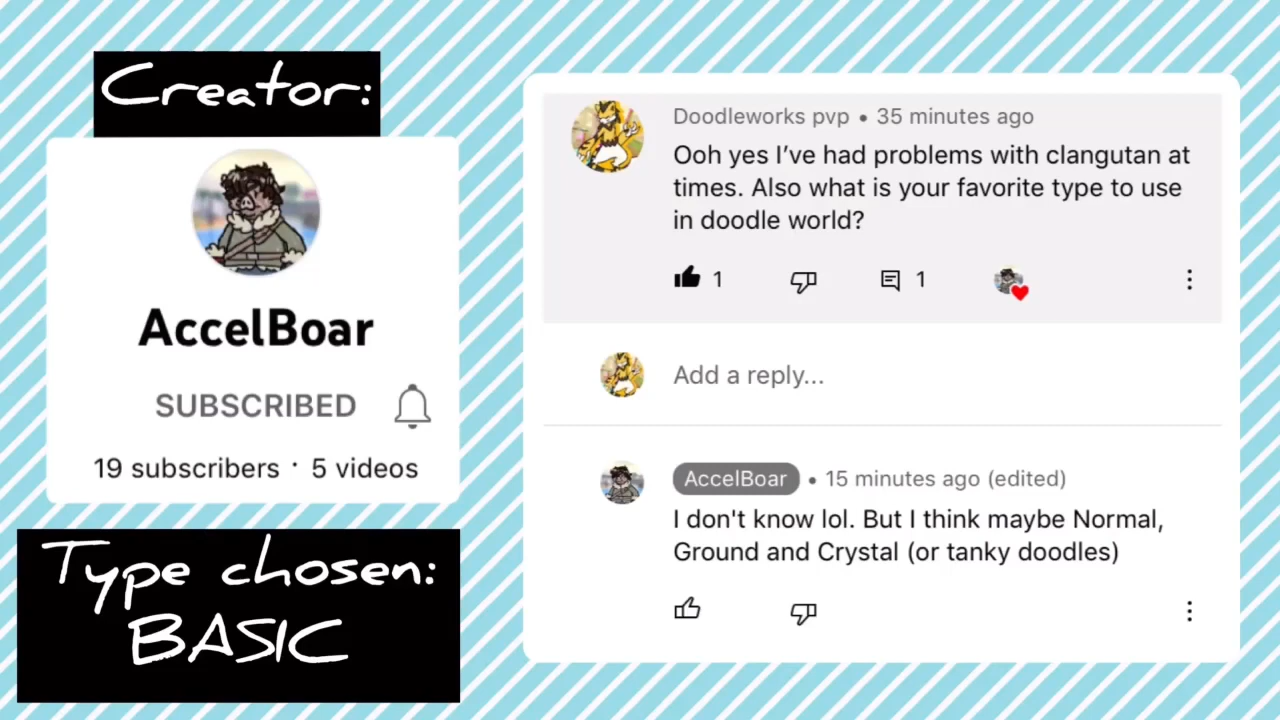 Creator:
AccelBoar
SUBSCRIBED
19 subscribers · 5 videos
Type chosen:
BASIC
Doodleworks pvp • 35 minutes ago
Ooh yes I’ve had problems with clangutan at
times. Also what is your favorite type to use
in doodle world?
1 1
Add a reply...
AccelBoar • 15 minutes ago (edited)
I don't know lol. But I think maybe Normal,
Ground and Crystal (or tanky doodles)